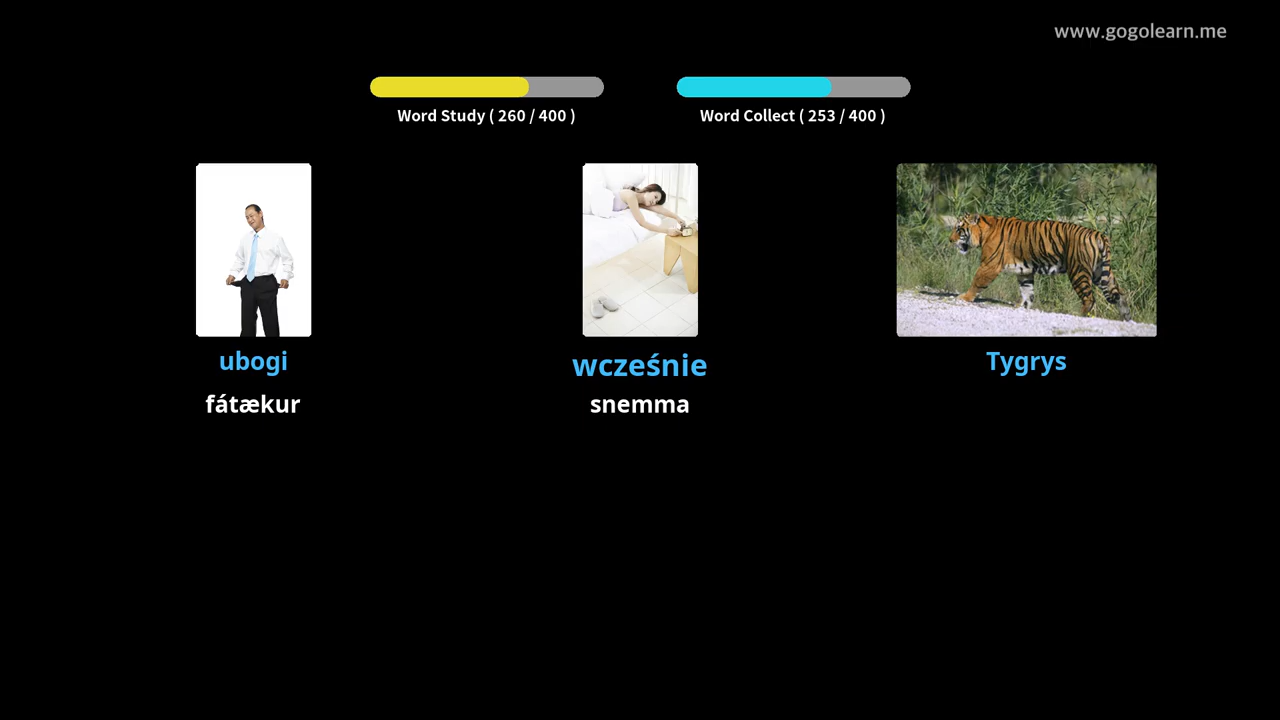 www.gogolearn.me
Word Study ( 260 / 400 )
Word Collect ( 253 / 400 )
ubogi
wcześnie
Tygrys
fátækur
snemma